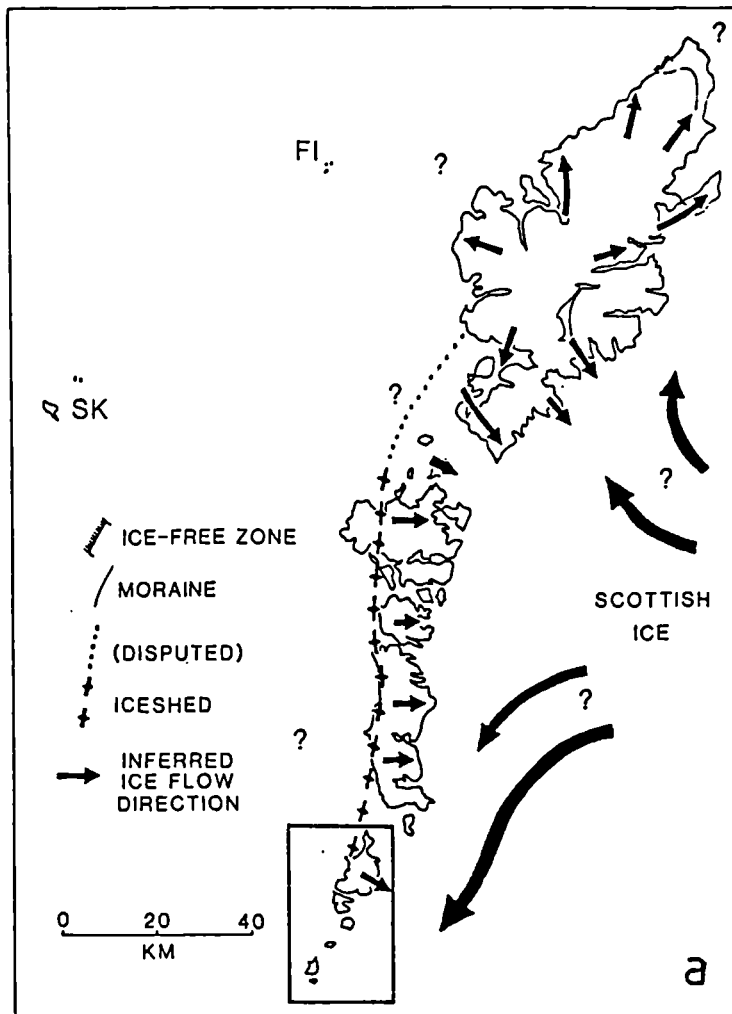 ?
FI
?
?
SK
?
ICE-FREE ZONE
MORAINE
(DISPUTED)
ICESHED
SCOTTISH
ICE
?
?
INFERRED
ICE FLOW
DIRECTION
0 20 40
KM
a